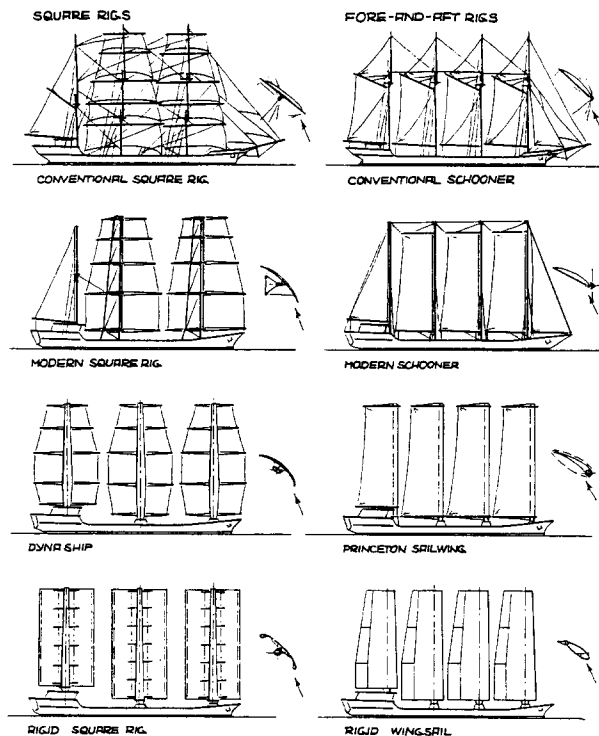 SQUARE RIGS
FORE-AND-AFT RIGS
CONVENTIONAL SQUARE RIG
CONVENTIONAL SCHOONER
MODERN SQUARE RIG
MODERN SCHOONER
DYNA SHIP
PRINCETON SAILWING
RIGID SQUARE RIG
RIGID WINGSAIL